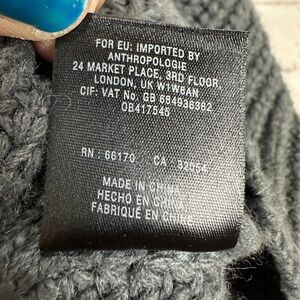 FOR EU: IMPORTED BY
ANTHROPOLOGIE
24 MARKET PLACE, 3RD FLOOR,
LONDON, UK W1W8AN
CIF: VAT No. GB 664936362
OB417545
RN : 66170 CA : 32054
MADE IN CHINA
HECHO EN CHINA
FABRIQUÉ EN CHINE